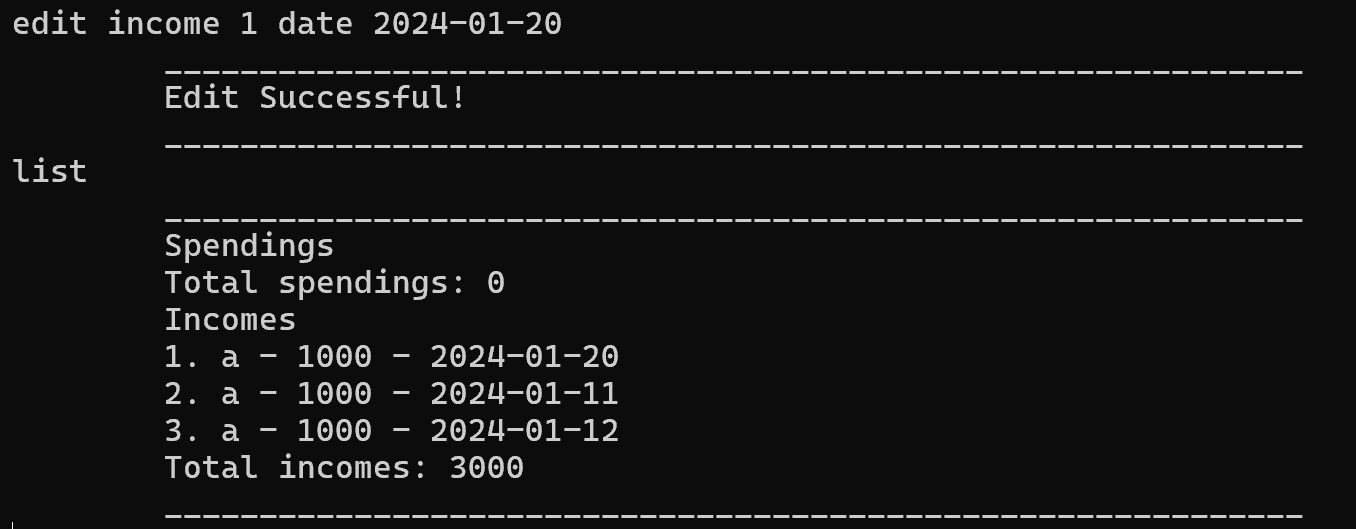 edit income 1 date 2024-01-20
____________________________________________________________
Edit Successful!
____________________________________________________________
list
____________________________________________________________
Spendings
Total spendings: 0
Incomes
1. a - 1000 - 2024-01-20
2. a - 1000 - 2024-01-11
3. a - 1000 - 2024-01-12
Total incomes: 3000
____________________________________________________________